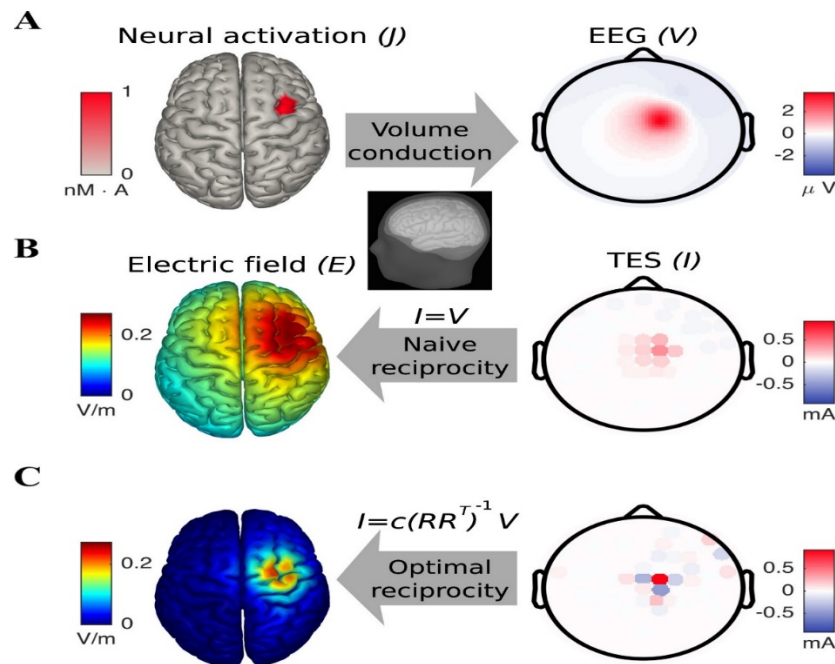 A
Neural activation (J)
EEG (V)
1
0
nM · A
Volume
conduction
2
0
-2
μ V
B
Electric field (E)
TES (I)
I=V
Naive
reciprocity
0.2
0
V/m
0.5
0
-0.5
mA
C
I=c(RRᵀ)⁻¹ V
Optimal
reciprocity
0.2
0
V/m
0.5
0
-0.5
mA